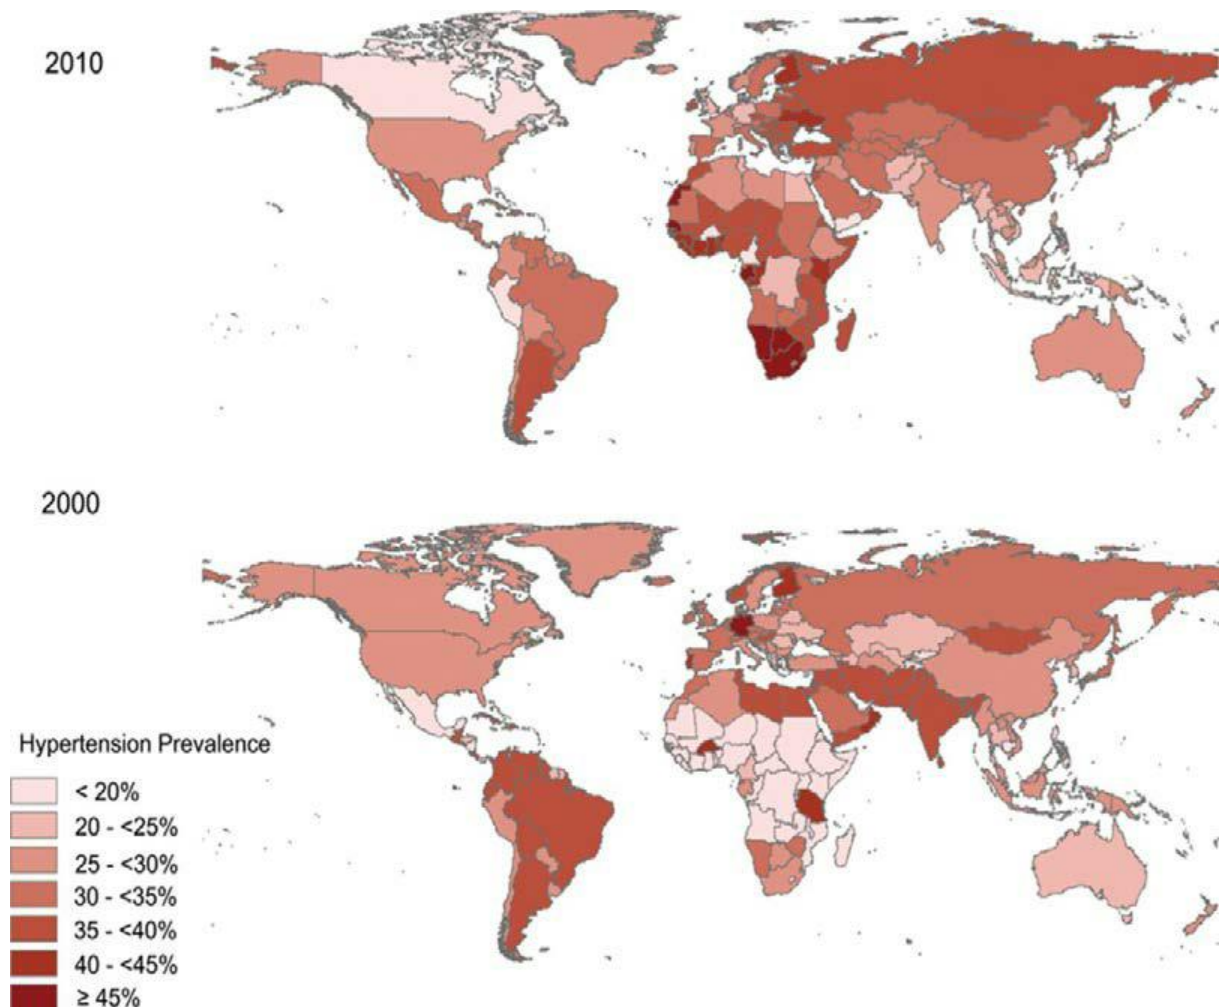 2010
2000
Hypertension Prevalence
< 20%
20 - <25%
25 - <30%
30 - <35%
35 - <40%
40 - <45%
≥ 45%